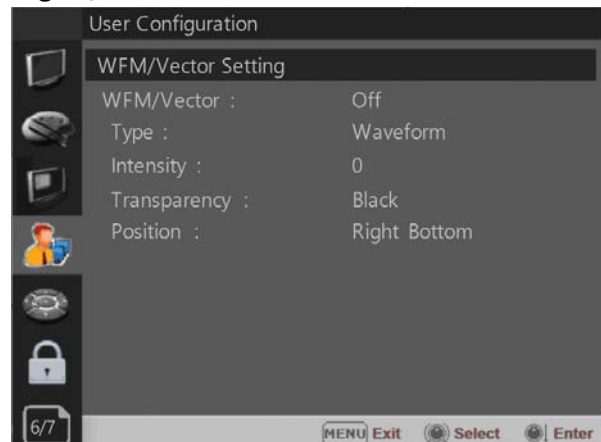 User Configuration
WFM/Vector Setting
WFM/Vector : Off
Type : Waveform
Intensity : 0
Transparency : Black
Position : Right Bottom
6/7 MENU Exit Select Enter